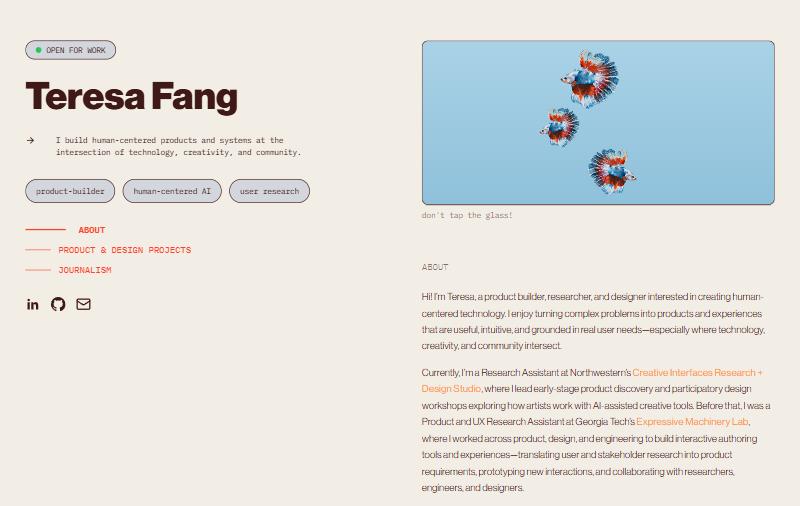 OPEN FOR WORK
Teresa Fang
→ I build human-centered products and systems at the
intersection of technology, creativity, and community.
product-builder
human-centered AI
user research
ABOUT
PRODUCT & DESIGN PROJECTS
JOURNALISM
in
don't tap the glass!
ABOUT
Hi! I'm Teresa, a product builder, researcher, and designer interested in creating human-
centered technology. I enjoy turning complex problems into products and experiences
that are useful, intuitive, and grounded in real user needs—especially where technology,
creativity, and community intersect.
Currently, I'm a Research Assistant at Northwestern's Creative Interfaces Research +
Design Studio, where I lead early-stage product discovery and participatory design
workshops exploring how artists work with AI-assisted creative tools. Before that, I was a
Product and UX Research Assistant at Georgia Tech's Expressive Machinery Lab,
where I worked across product, design, and engineering to build interactive authoring
tools and experiences—translating user and stakeholder research into product
requirements, prototyping new interactions, and collaborating with researchers,
engineers, and designers.